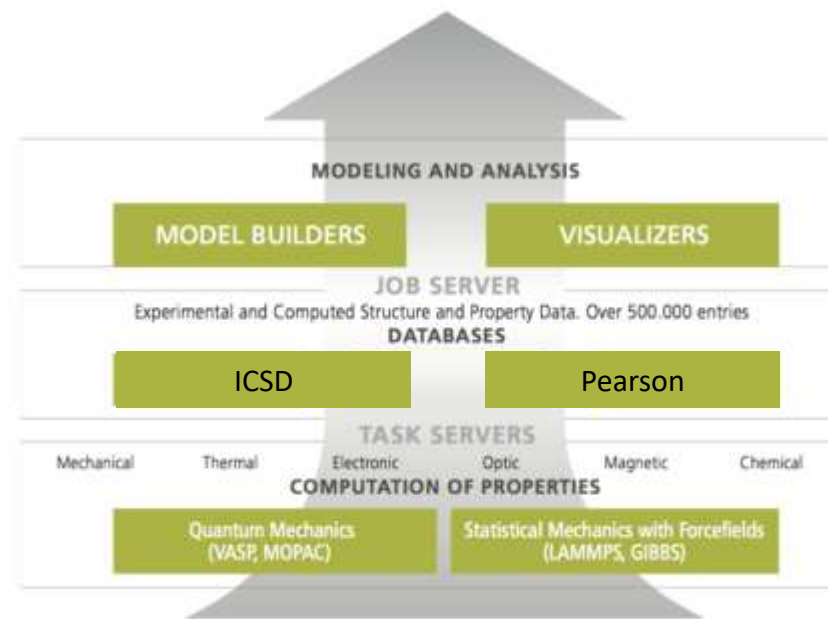 MODELING AND ANALYSIS
MODEL BUILDERS
VISUALIZERS
JOB SERVER
Experimental and Computed Structure and Property Data. Over 500.000 entries
DATABASES
ICSD
Pearson
TASK SERVERS
Mechanical Thermal Electronic Optic Magnetic Chemical
COMPUTATION OF PROPERTIES
Quantum Mechanics
(VASP, MOPAC)
Statistical Mechanics with Forcefields
(LAMMPS, GIBBS)